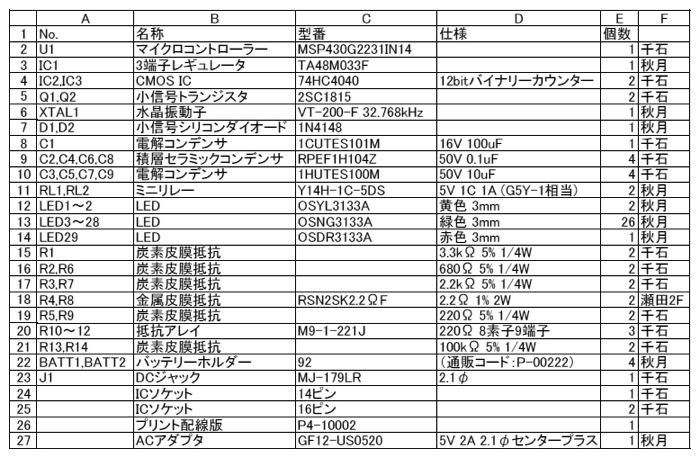 A B C D E F
1 No. 名称 型番 仕様 個数
2 U1 マイクロコントローラー MSP430G2231IN14 1 千石
3 IC1 3端子レギュレータ TA48M033F 1 秋月
4 IC2,IC3 CMOS IC 74HC4040 12bitバイナリーカウンター 2 千石
5 Q1,Q2 小信号トランジスタ 2SC1815 2 千石
6 XTAL1 水晶振動子 VT-200-F 32.768kHz 1 秋月
7 D1,D2 小信号シリコンダイオード 1N4148 1 秋月
8 C1 電解コンデンサ 1CUTES101M 16V 100uF 1 千石
9 C2,C4,C6,C8 積層セラミックコンデンサ RPEF1H104Z 50V 0.1uF 4 千石
10 C3,C5,C7,C9 電解コンデンサ 1HUTES100M 50V 10uF 4 千石
11 RL1,RL2 ミニリレー Y14H-1C-5DS 5V 1C 1A (G5Y-1相当) 2 秋月
12 LED1～2 LED OSYL3133A 黄色 3mm 2 秋月
13 LED3～28 LED OSNG3133A 緑色 3mm 26 秋月
14 LED29 LED OSDR3133A 赤色 3mm 1 秋月
15 R1 炭素皮膜抵抗 3.3kΩ 5% 1/4W 2 千石
16 R2,R6 炭素皮膜抵抗 680Ω 5% 1/4W 2 千石
17 R3,R7 炭素皮膜抵抗 2.2kΩ 5% 1/4W 2 千石
18 R4,R8 金属皮膜抵抗 RSN2SK2.2ΩF 2.2Ω 1% 2W 2 瀬田2F
19 R5,R9 炭素皮膜抵抗 220Ω 5% 1/4W 2 千石
20 R10～12 抵抗アレイ M9-1-221J 220Ω 8素子9端子 3 千石
21 R13,R14 炭素皮膜抵抗 100kΩ 5% 1/4W 2 千石
22 BATT1,BATT2 バッテリーホルダー 92 （通販コード：P-00222） 4 秋月
23 J1 DCジャック MJ-179LR 2.1φ 1 千石
24 ICソケット 14ピン 1 千石
25 ICソケット 16ピン 2 千石
26 プリント配線版 P4-10002 1
27 ACアダプタ GF12-US0520 5V 2A 2.1φセンタープラス 1 秋月